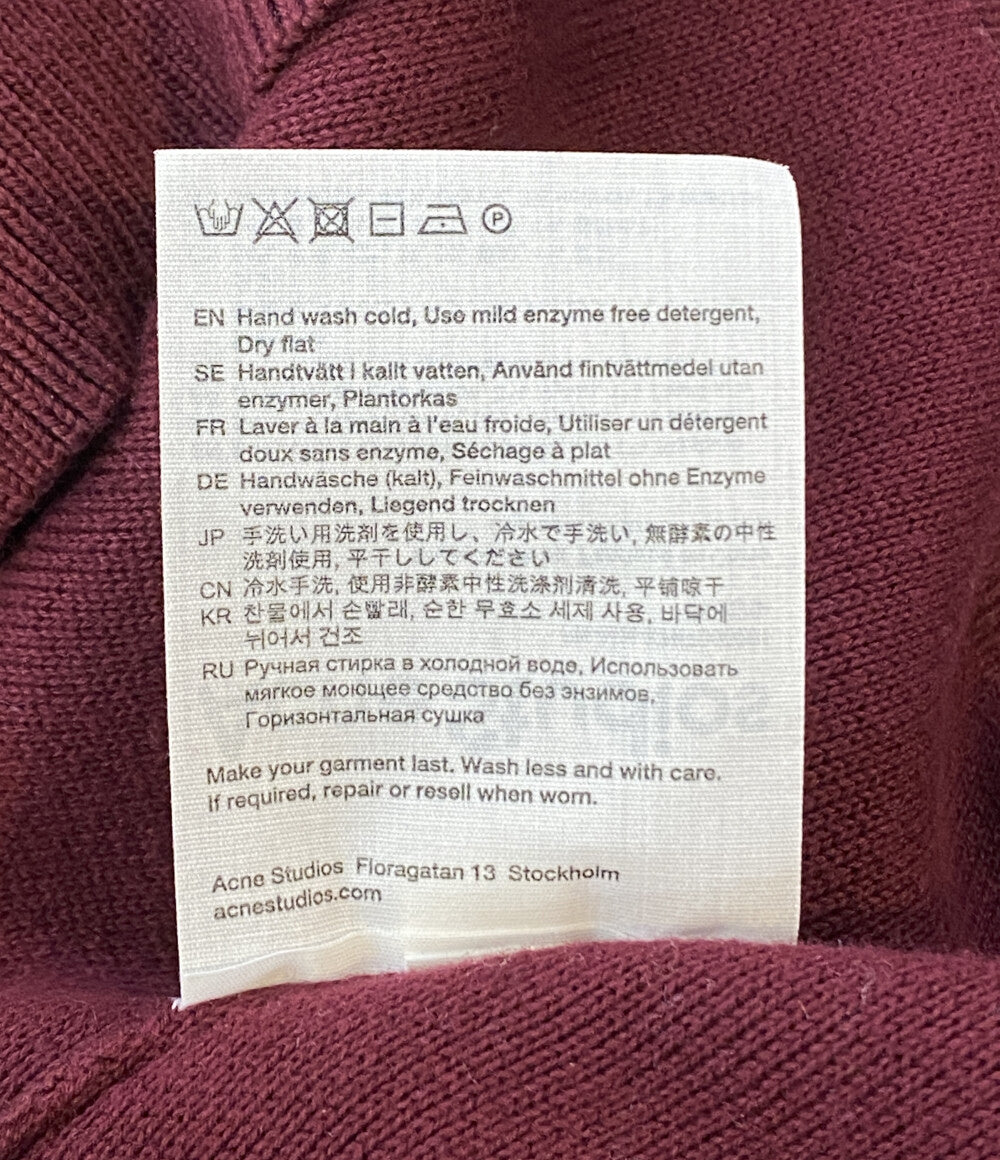 P
EN Hand wash cold, Use mild enzyme free detergent,
Dry flat
SE Handtvätt i kallt vatten, Använd fintvättmedel utan
enzymer, Plantorkas
FR Laver à la main à l'eau froide, Utiliser un détergent
doux sans enzyme, Séchage à plat
DE Handwäsche (kalt), Feinwaschmittel ohne Enzyme
verwenden, Liegend trocknen
JP 手洗い用洗剤を使用し、冷水で手洗い, 無酵素の中性
洗剤使用, 平干ししてください
CN 冷水手洗, 使用非酵素中性洗涤剂清洗, 平铺晾干
KR 찬물에서 손빨래, 순한 무효소 세제 사용, 바닥에
뉘어서 건조
RU Ручная стирка в холодной воде, Использовать
мягкое моющее средство без энзимов,
Горизонтальная сушка
Make your garment last. Wash less and with care.
If required, repair or resell when worn.
Acne Studios Floragatan 13 Stockholm
acnestudios.com